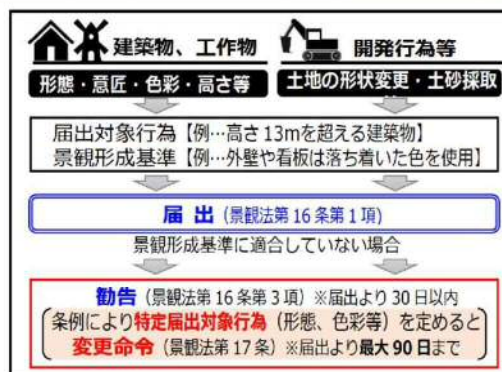 建築物、工作物
開発行為等
形態・意匠・色彩・高さ等
土地の形状変更・土砂採取
届出対象行為【例…高さ13mを超える建築物】
景観形成基準【例…外壁や看板は落ち着いた色を使用】
届 出 (景観法第16条第1項)
景観形成基準に適合していない場合
勧告 (景観法第16条第3項) ※届出より30日以内
条例により特定届出対象行為(形態、色彩等)を定めると
変更命令 (景観法第17条) ※届出より最大90日まで